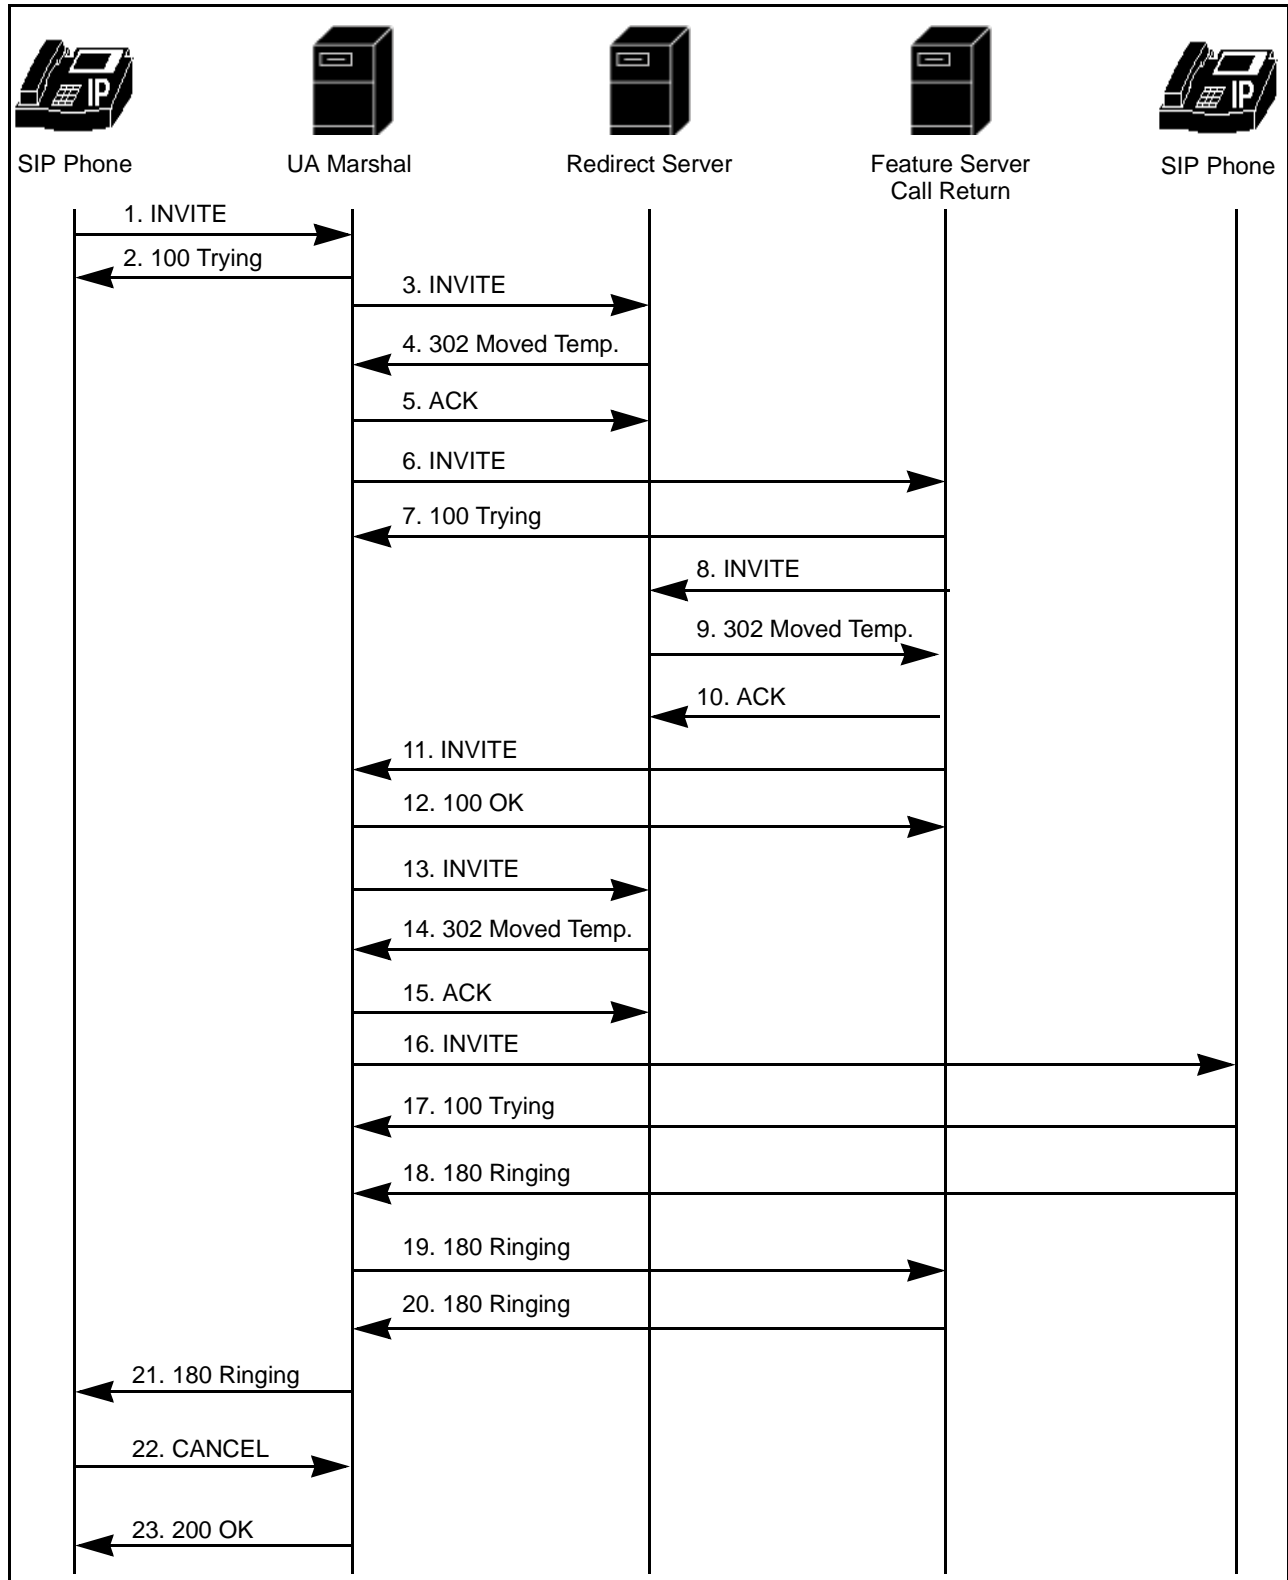 IP
IP
SIP Phone
UA Marshal
Redirect Server
Feature Server
Call Return
SIP Phone
1. INVITE
2. 100 Trying
3. INVITE
4. 302 Moved Temp.
5. ACK
6. INVITE
7. 100 Trying
8. INVITE
9. 302 Moved Temp.
10. ACK
11. INVITE
12. 100 OK
13. INVITE
14. 302 Moved Temp.
15. ACK
16. INVITE
17. 100 Trying
18. 180 Ringing
19. 180 Ringing
20. 180 Ringing
21. 180 Ringing
22. CANCEL
23. 200 OK